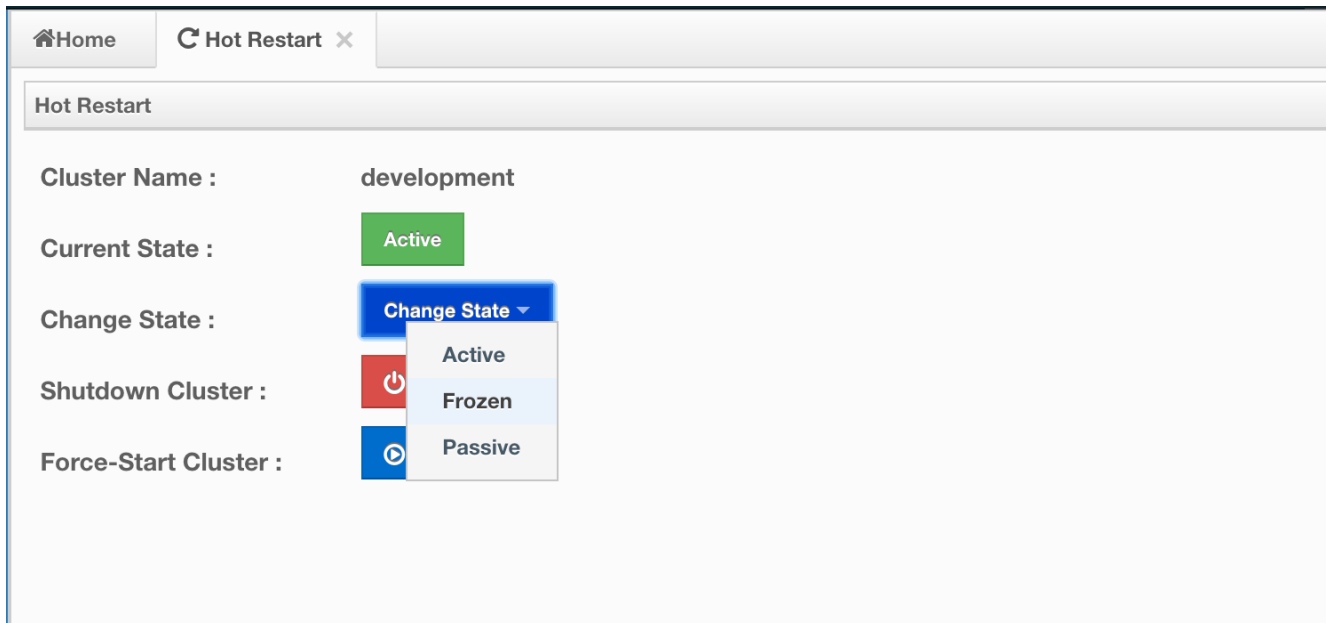 Home
Hot Restart
Hot Restart
Cluster Name : development
Current State : Active
Change State : Change State
Active
Shutdown Cluster :
Frozen
Passive
Force-Start Cluster :